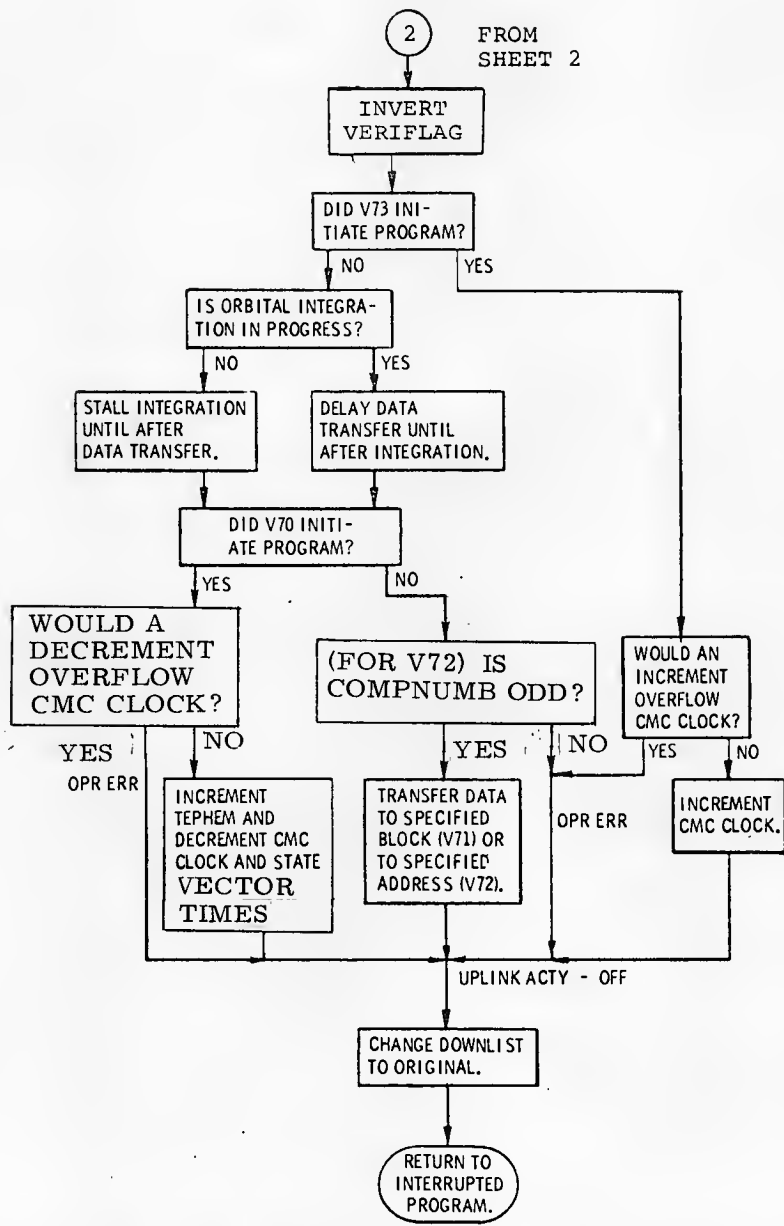 2
FROM
SHEET 2
INVERT
VERIFLAG
DID V73 INI-
TIATE PROGRAM?
NO
YES
IS ORBITAL INTEGRA-
TION IN PROGRESS?
NO
YES
STALL INTEGRATION
UNTIL AFTER
DATA TRANSFER.
DELAY DATA
TRANSFER UNTIL
AFTER INTEGRATION.
DID V70 INITI-
ATE PROGRAM?
YES
NO
WOULD A
DECREMENT
OVERFLOW
CMC CLOCK?
(FOR V72) IS
COMPNUMB ODD?
WOULD AN
INCREMENT
OVERFLOW
CMC CLOCK?
YES
NO
OPR ERR
YES
NO
YES
NO
INCREMENT
TEPHEM AND
DECREMENT CMC
CLOCK AND STATE
VECTOR
TIMES
TRANSFER DATA
TO SPECIFIED
BLOCK (V71) OR
TO SPECIFIED
ADDRESS (V72).
OPR ERR
INCREMENT
CMC CLOCK.
UPLINK ACTY - OFF
CHANGE DOWNLIST
TO ORIGINAL.
RETURN TO
INTERRUPTED
PROGRAM.